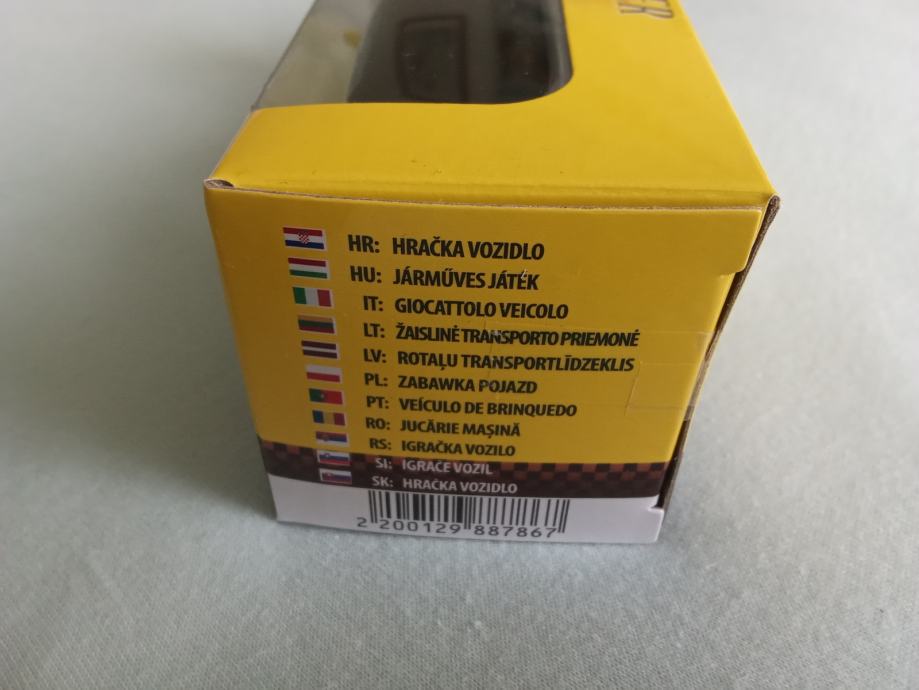 HR: HRAČKA VOZIDLO
HU: JÁRMŰVES JÁTÉK
IT: GIOCATTOLO VEICOLO
LT: ŽAISLINĖ TRANSPORTO PRIEMONĖ
LV: ROTAĻU TRANSPORTLĪDZEKLIS
PL: ZABAWKA POJAZD
PT: VEÍCULO DE BRINQUEDO
RO: JUCĂRIE MAȘINĂ
RS: IGRAČKA VOZILO
SI: IGRAČE VOZIL
SK: HRAČKA VOZIDLO
2 200129 887867